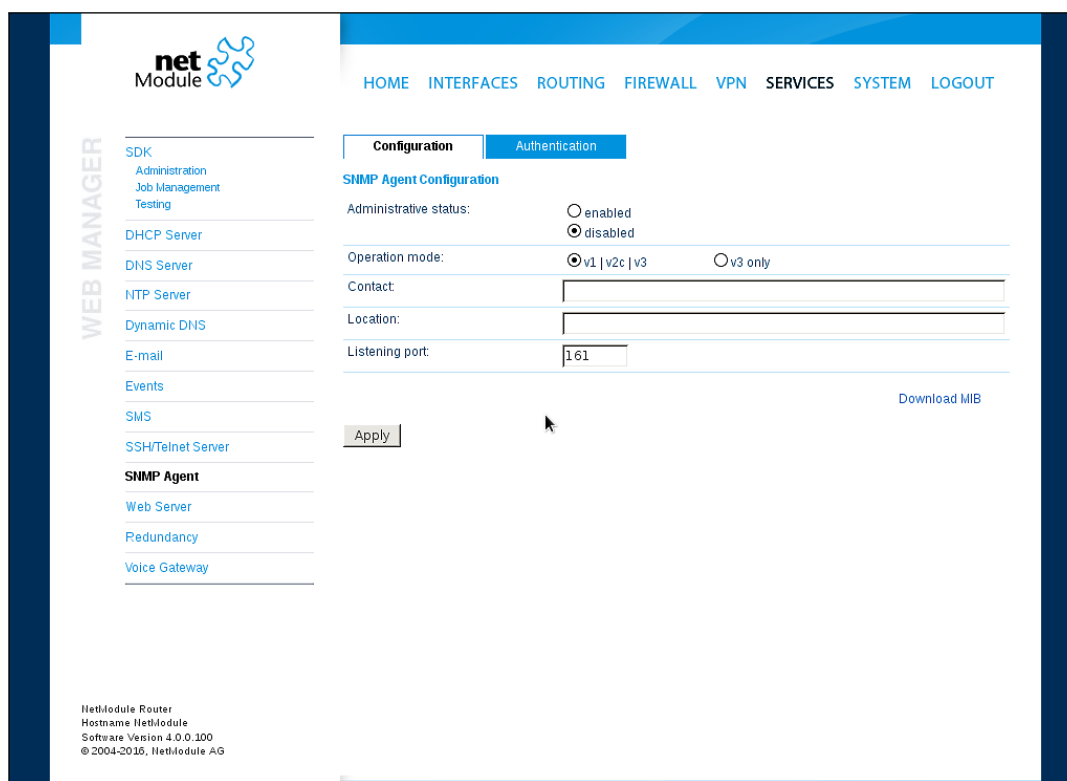 net
Module
HOME INTERFACES ROUTING FIREWALL VPN SERVICES SYSTEM LOGOUT
WEB MANAGER
SDK
Administration
Job Management
Testing
DHCP Server
DNS Server
NTP Server
Dynamic DNS
E-mail
Events
SMS
SSH/Telnet Server
SNMP Agent
Web Server
Redundancy
Voice Gateway
Configuration Authentication
SNMP Agent Configuration
Administrative status: enabled
disabled
Operation mode: v1 | v2c | v3 v3 only
Contact:
Location:
Listening port: 161
Download MIB
Apply
NetModule Router
Hostname NetModule
Software Version 4.0.0.100
© 2004-2016, NetModule AG